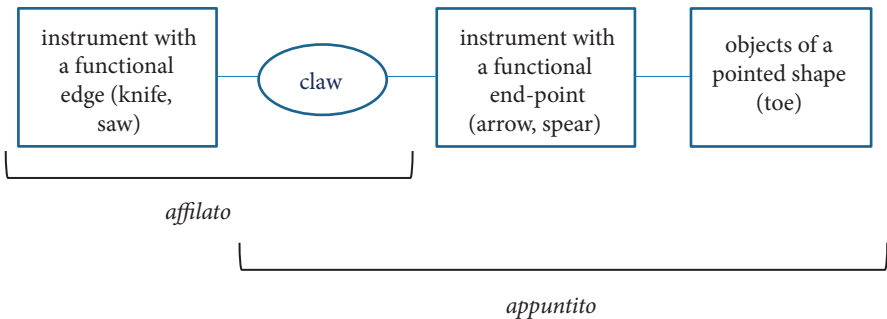 instrument with
a functional
edge (knife,
saw)
claw
instrument with
a functional
end-point
(arrow, spear)
objects of a
pointed shape
(toe)
affilato
appuntito